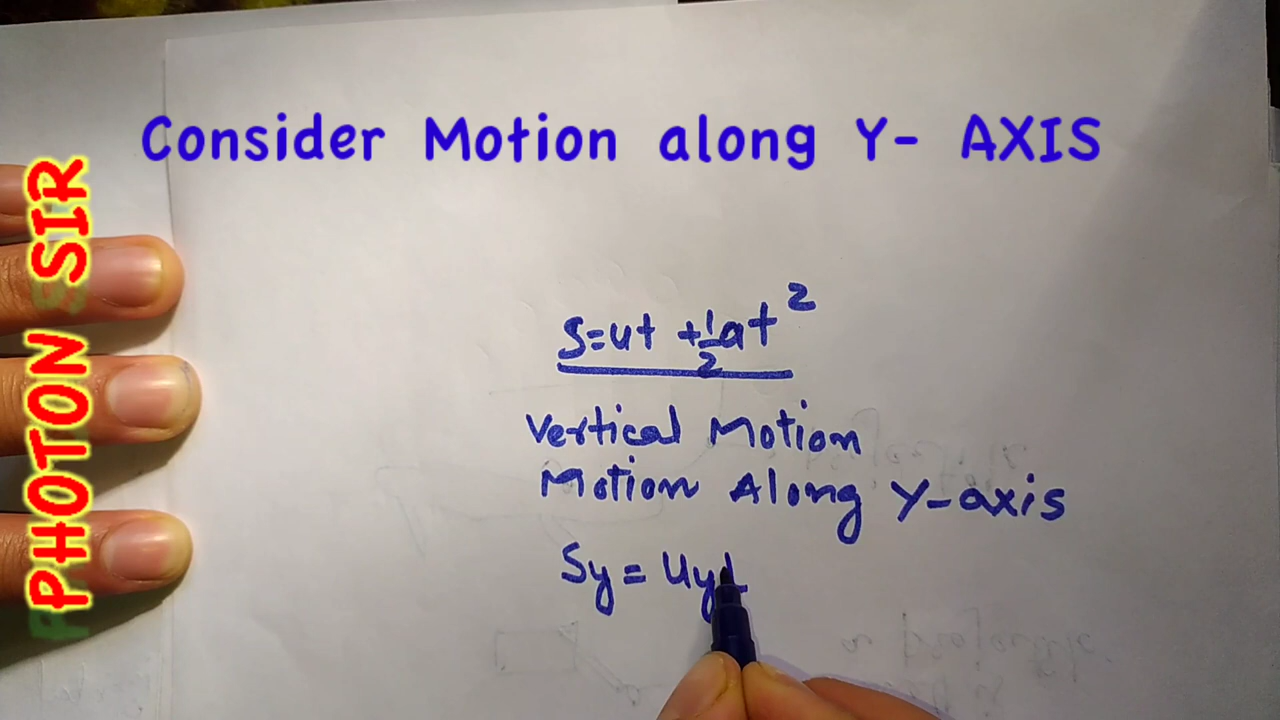 Consider Motion along Y- AXIS
PHOTON SIR
S=ut +½at²
Vertical Motion
Motion Along Y-axis
Sy = Uyt